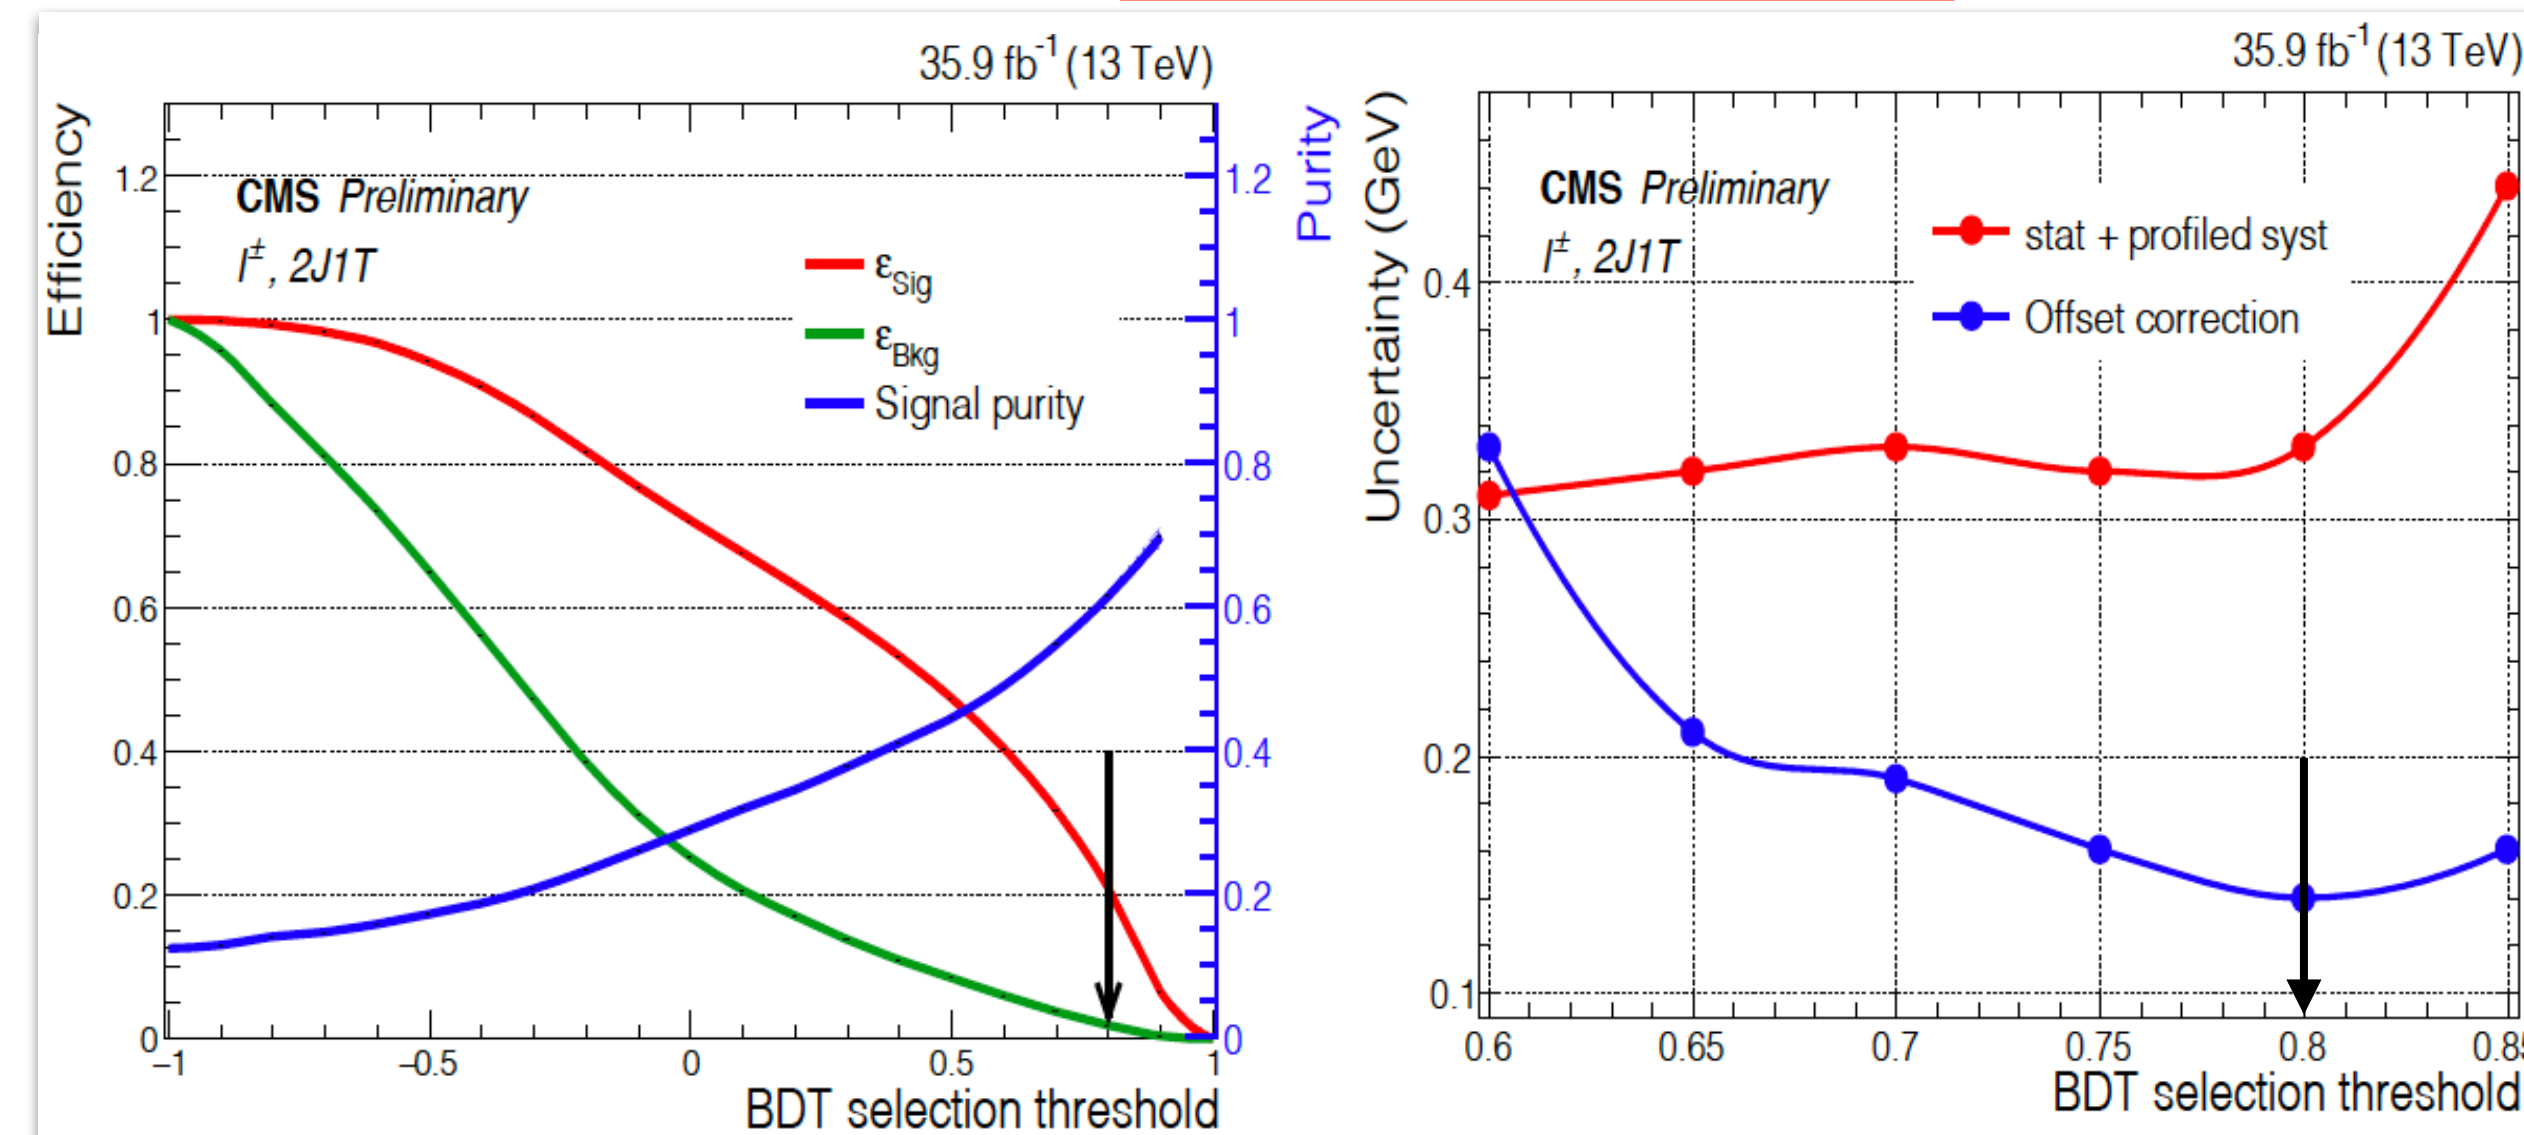 35.9 fb⁻¹ (13 TeV)
Efficiency
Purity
CMS Preliminary
l±, 2J1T
εSig
εBkg
Signal purity
1.2
1
0.8
0.6
0.4
0.2
0
1.2
1
0.8
0.6
0.4
0.2
0
−1 −0.5 0 0.5 1
BDT selection threshold
35.9 fb⁻¹ (13 TeV)
Uncertainty (GeV)
CMS Preliminary
l±, 2J1T
stat + profiled syst
Offset correction
0.4
0.3
0.2
0.1
0.6 0.65 0.7 0.75 0.8
BDT selection threshold